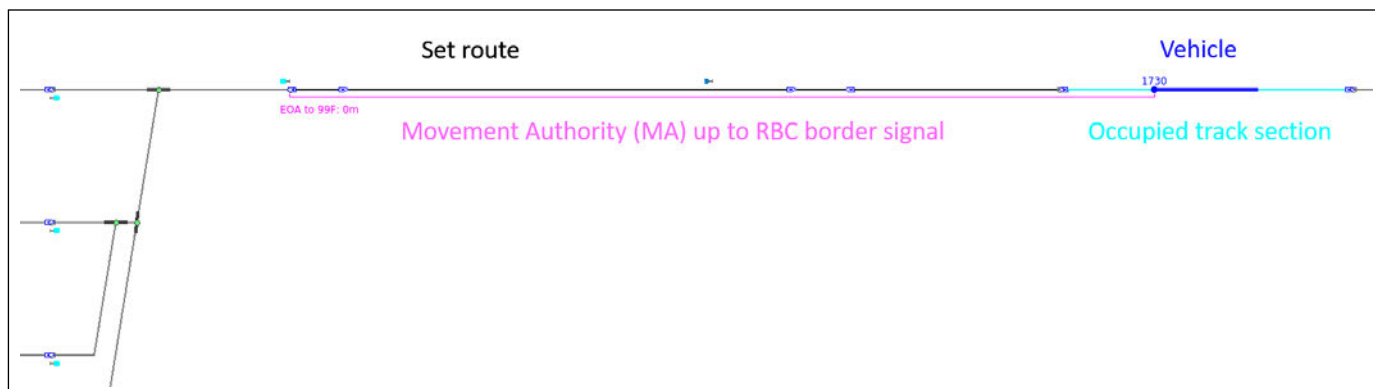 Set route
Vehicle
1730
EOA to 99F: 0m
Movement Authority (MA) up to RBC border signal
Occupied track section